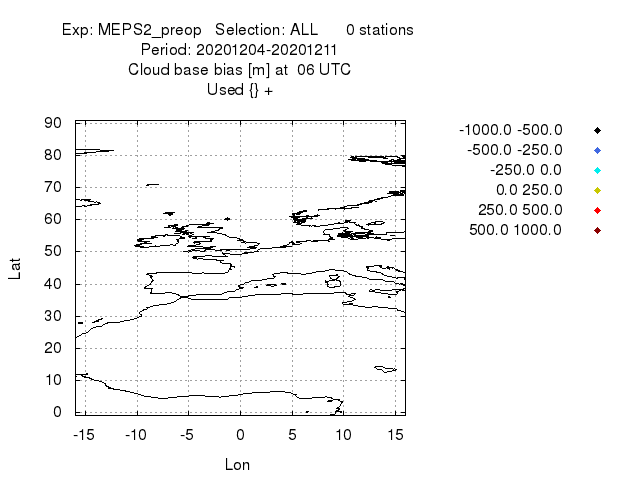 Exp: MEPS2_preop Selection: ALL 0 stations
Period: 20201204-20201211
Cloud base bias [m] at 06 UTC
Used {} +
-1000.0 -500.0
-500.0 -250.0
-250.0 0.0
0.0 250.0
250.0 500.0
500.0 1000.0
90
80
70
60
50
40
30
20
10
0
Lat
-15 -10 -5 0 5 10 15
Lon